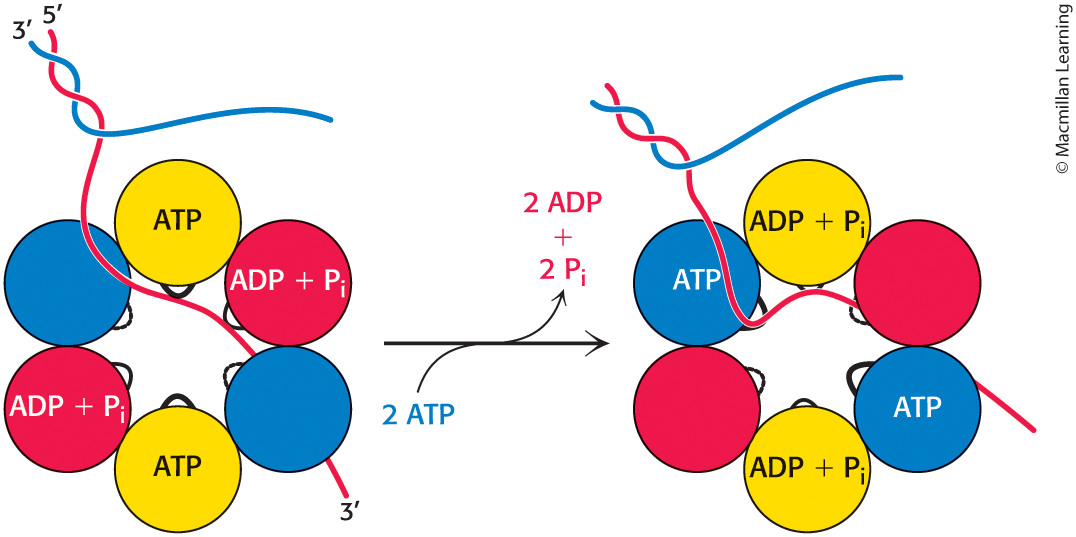 5′
3′
ATP
ADP + Pi
ADP + Pi
ATP
3′
2 ATP
2 ADP
+
2 Pi
ADP + Pi
ATP
ATP
ADP + Pi
© Macmillan Learning